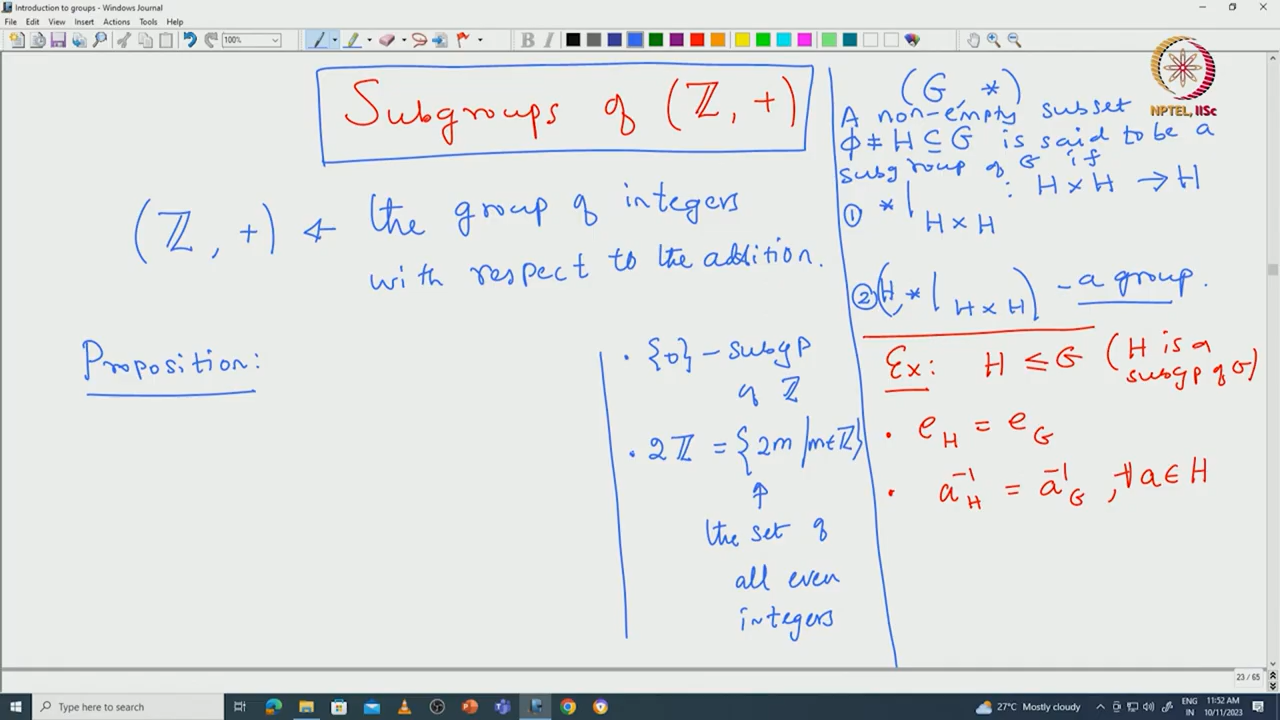 Introduction to groups - Windows Journal
File Edit View Insert Actions Tools Help
100%
B I
NPTEL, IISc
Subgroups of (ℤ, +)
(ℤ, +) ← the group of integers
with respect to the addition.
Proposition:
• {0} – subgp
of ℤ
• 2ℤ = {2m | m∈ℤ}
↑
the set of
all even
integers
(G, *)
A non-empty subset
ϕ ≠ H ⊆ G is said to be a
subgroup of G if
① *| H×H : H × H → H
② (H, *| H×H) – a group.
Ex: H ≤ G (H is a
subgp of G)
• e_H = e_G
• a⁻¹_H = a⁻¹_G, ∀ a ∈ H
23 / 65
Type here to search
27°C Mostly cloudy
ENG
IN
11:52 AM
10/11/2023